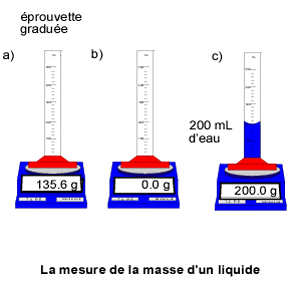 éprouvette
graduée
a)
b)
c)
200 mL
d'eau
135.6 g
0.0 g
200.0 g
La mesure de la masse d'un liquide